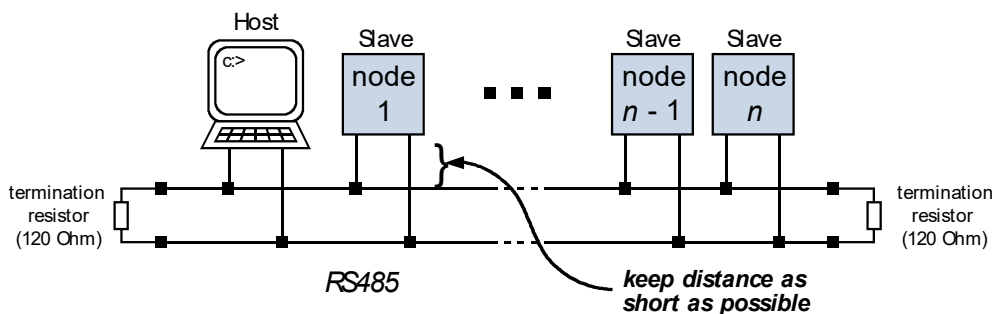 Host
c:>
Slave
node
1
Slave
node
n - 1
Slave
node
n
termination
resistor
(120 Ohm)
termination
resistor
(120 Ohm)
RS485
keep distance as
short as possible